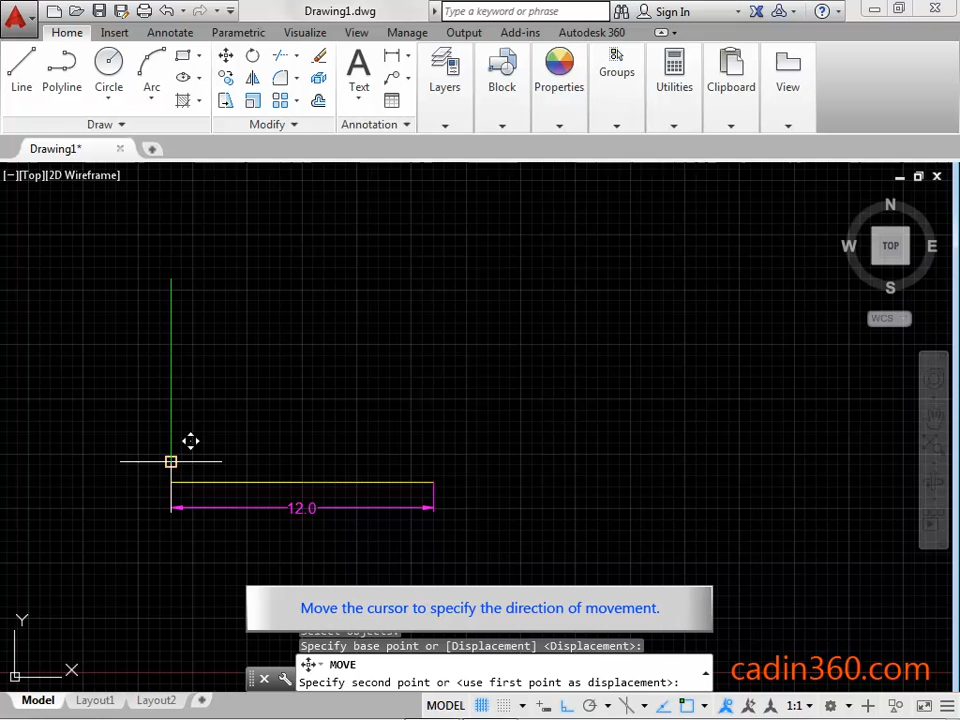 Drawing1.dwg
Type a keyword or phrase
Sign In
Home Insert Annotate Parametric Visualize View Manage Output Add-ins Autodesk 360
Line Polyline Circle Arc Text Layers Block Properties Groups Utilities Clipboard View
Draw Modify Annotation
Drawing1*
[−][Top][2D Wireframe]
N
W TOP E
S
WCS
12.0
Move the cursor to specify the direction of movement.
Select objects:
Specify base point or [Displacement] <Displacement>:
MOVE
Specify second point or <use first point as displacement>:
Y
X
cadin360.com
Model Layout1 Layout2 MODEL 1:1